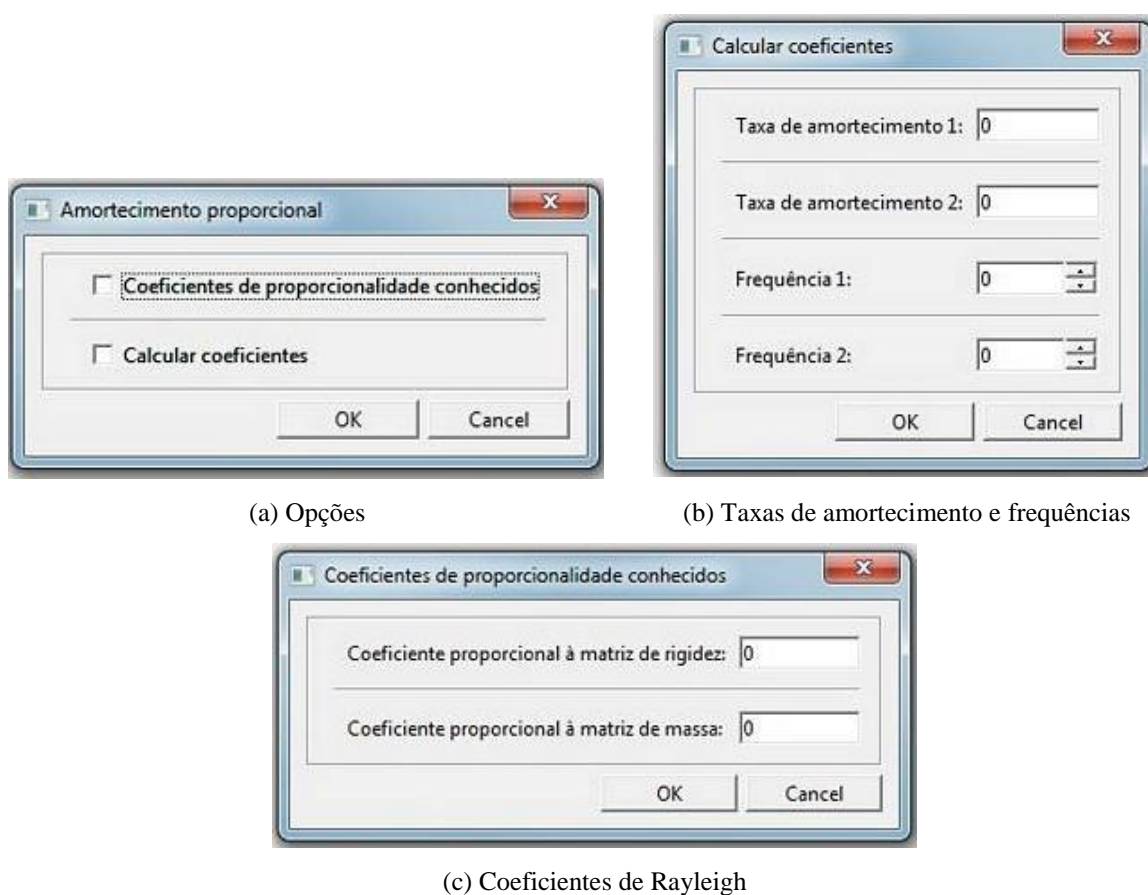 Amortecimento proporcional
Coeficientes de proporcionalidade conhecidos
Calcular coeficientes
OK Cancel
(a) Opções
Calcular coeficientes
Taxa de amortecimento 1: 0
Taxa de amortecimento 2: 0
Frequência 1: 0
Frequência 2: 0
OK Cancel
(b) Taxas de amortecimento e frequências
Coeficientes de proporcionalidade conhecidos
Coeficiente proporcional à matriz de rigidez: 0
Coeficiente proporcional à matriz de massa: 0
OK Cancel
(c) Coeficientes de Rayleigh